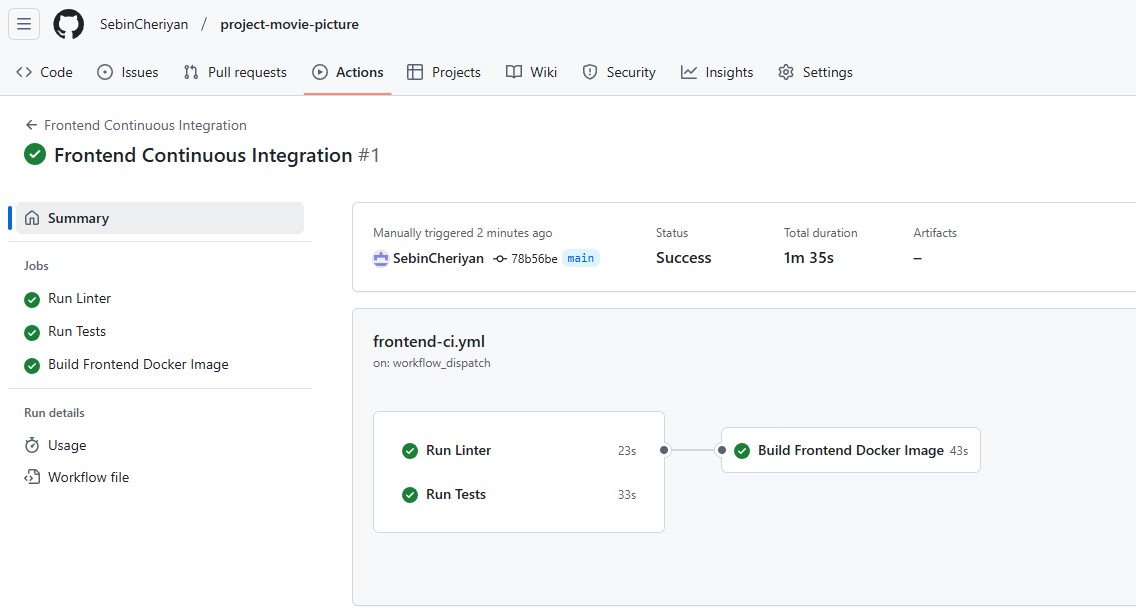 SebinCheriyan / project-movie-picture
Code Issues Pull requests Actions Projects Wiki Security Insights Settings
Frontend Continuous Integration
Frontend Continuous Integration #1
Summary
Jobs
Run Linter
Run Tests
Build Frontend Docker Image
Run details
Usage
Workflow file
Manually triggered 2 minutes ago
SebinCheriyan 78b56be main
Status
Success
Total duration
1m 35s
Artifacts
–
frontend-ci.yml
on: workflow_dispatch
Run Linter 23s
Run Tests 33s
Build Frontend Docker Image 43s